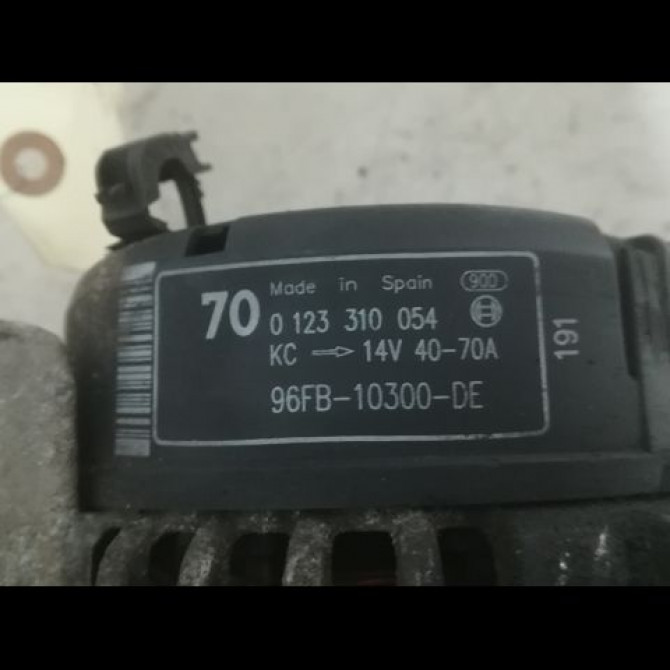 70 Made in Spain 900
0 123 310 054
KC ⇨ 14V 40-70A
96FB-10300-DE
191